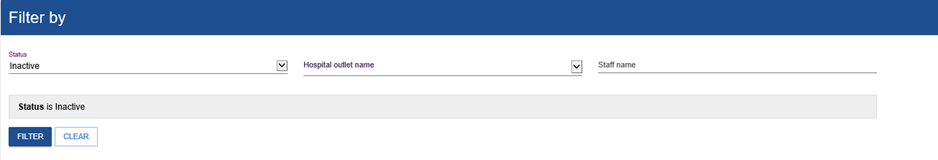 Filter by
Status
Inactive
Hospital outlet name
Staff name
Status is Inactive
FILTER
CLEAR